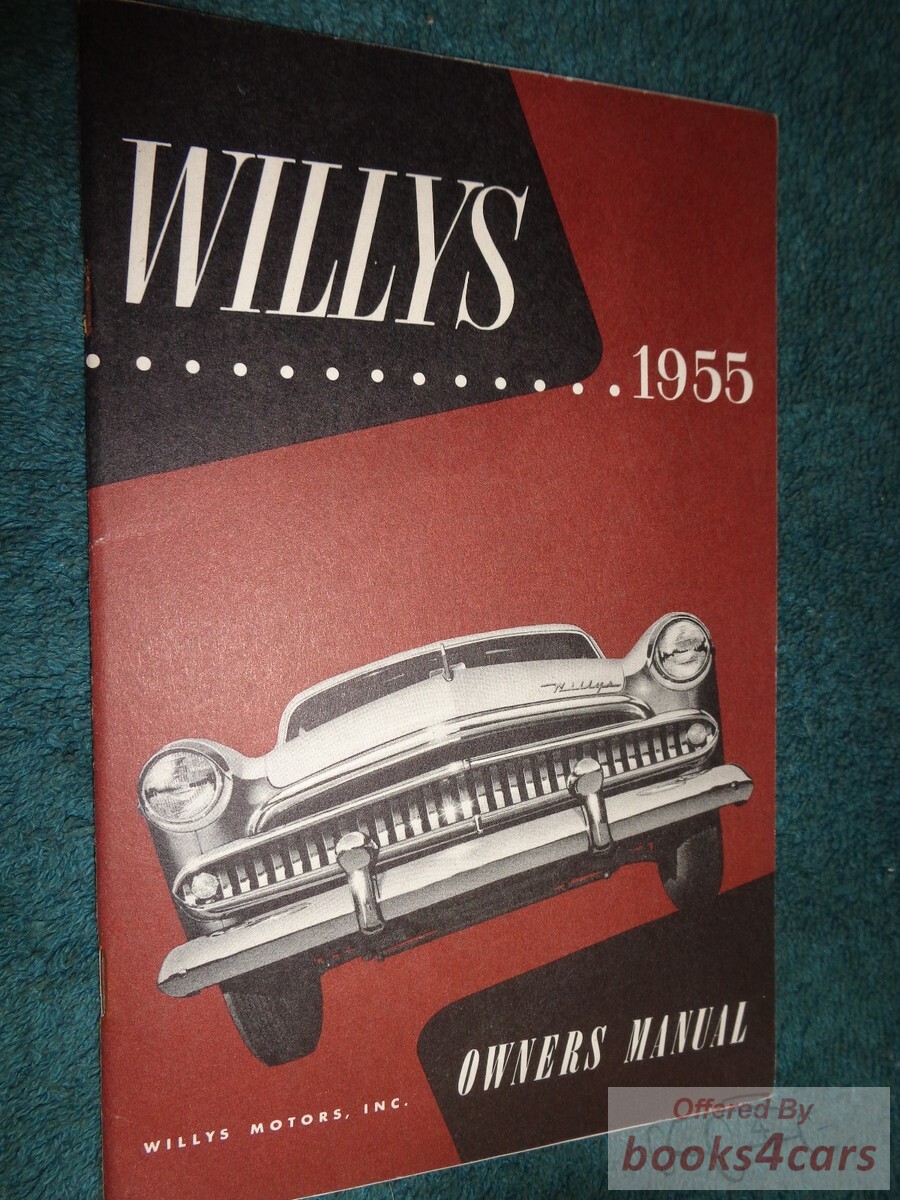 WILLYS
1955
Willys
OWNERS MANUAL
WILLYS MOTORS, INC.
Offered By
books4cars